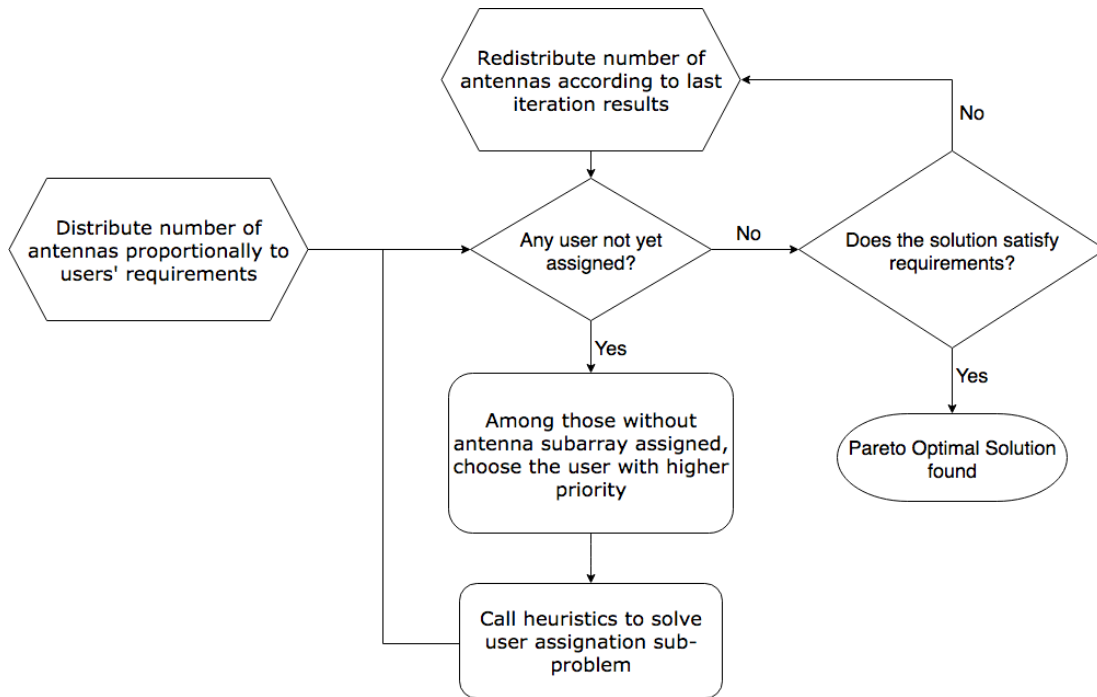 Redistribute number of
antennas according to last
iteration results
No
Distribute number of
antennas proportionally to
users' requirements
Any user not yet
assigned?
No
Does the solution satisfy
requirements?
Yes
Yes
Among those without
antenna subarray assigned,
choose the user with higher
priority
Pareto Optimal Solution
found
Call heuristics to solve
user assignation sub-
problem